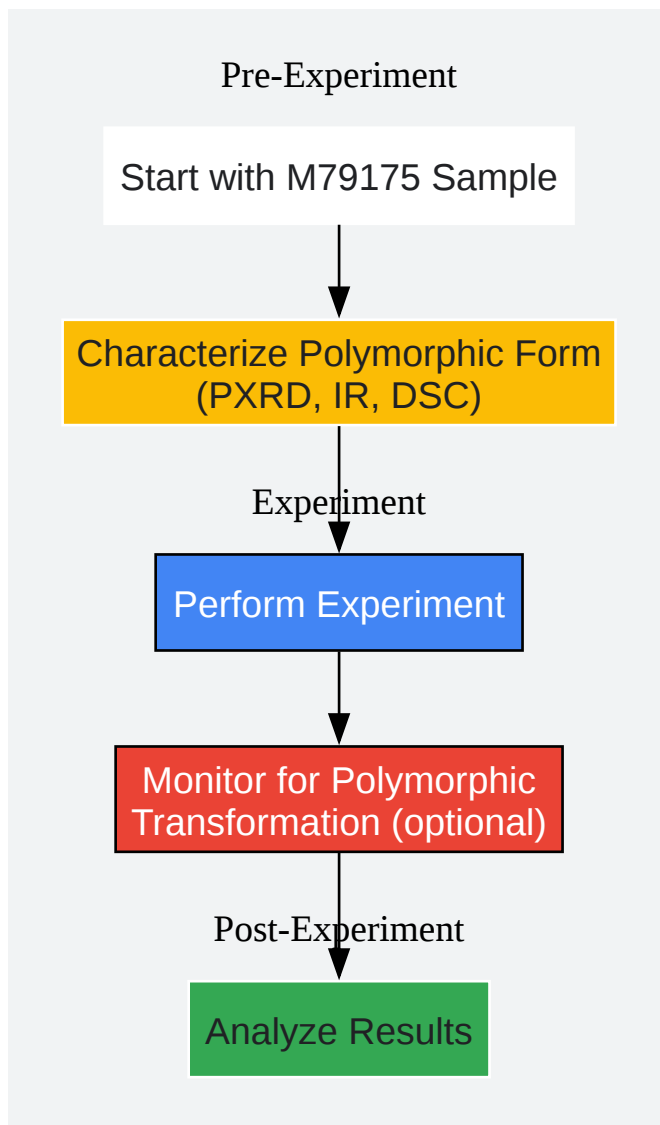 Pre-Experiment
Start with M79175 Sample
Characterize Polymorphic Form
(PXRD, IR, DSC)
Experiment
Perform Experiment
Monitor for Polymorphic
Transformation (optional)
Post-Experiment
Analyze Results